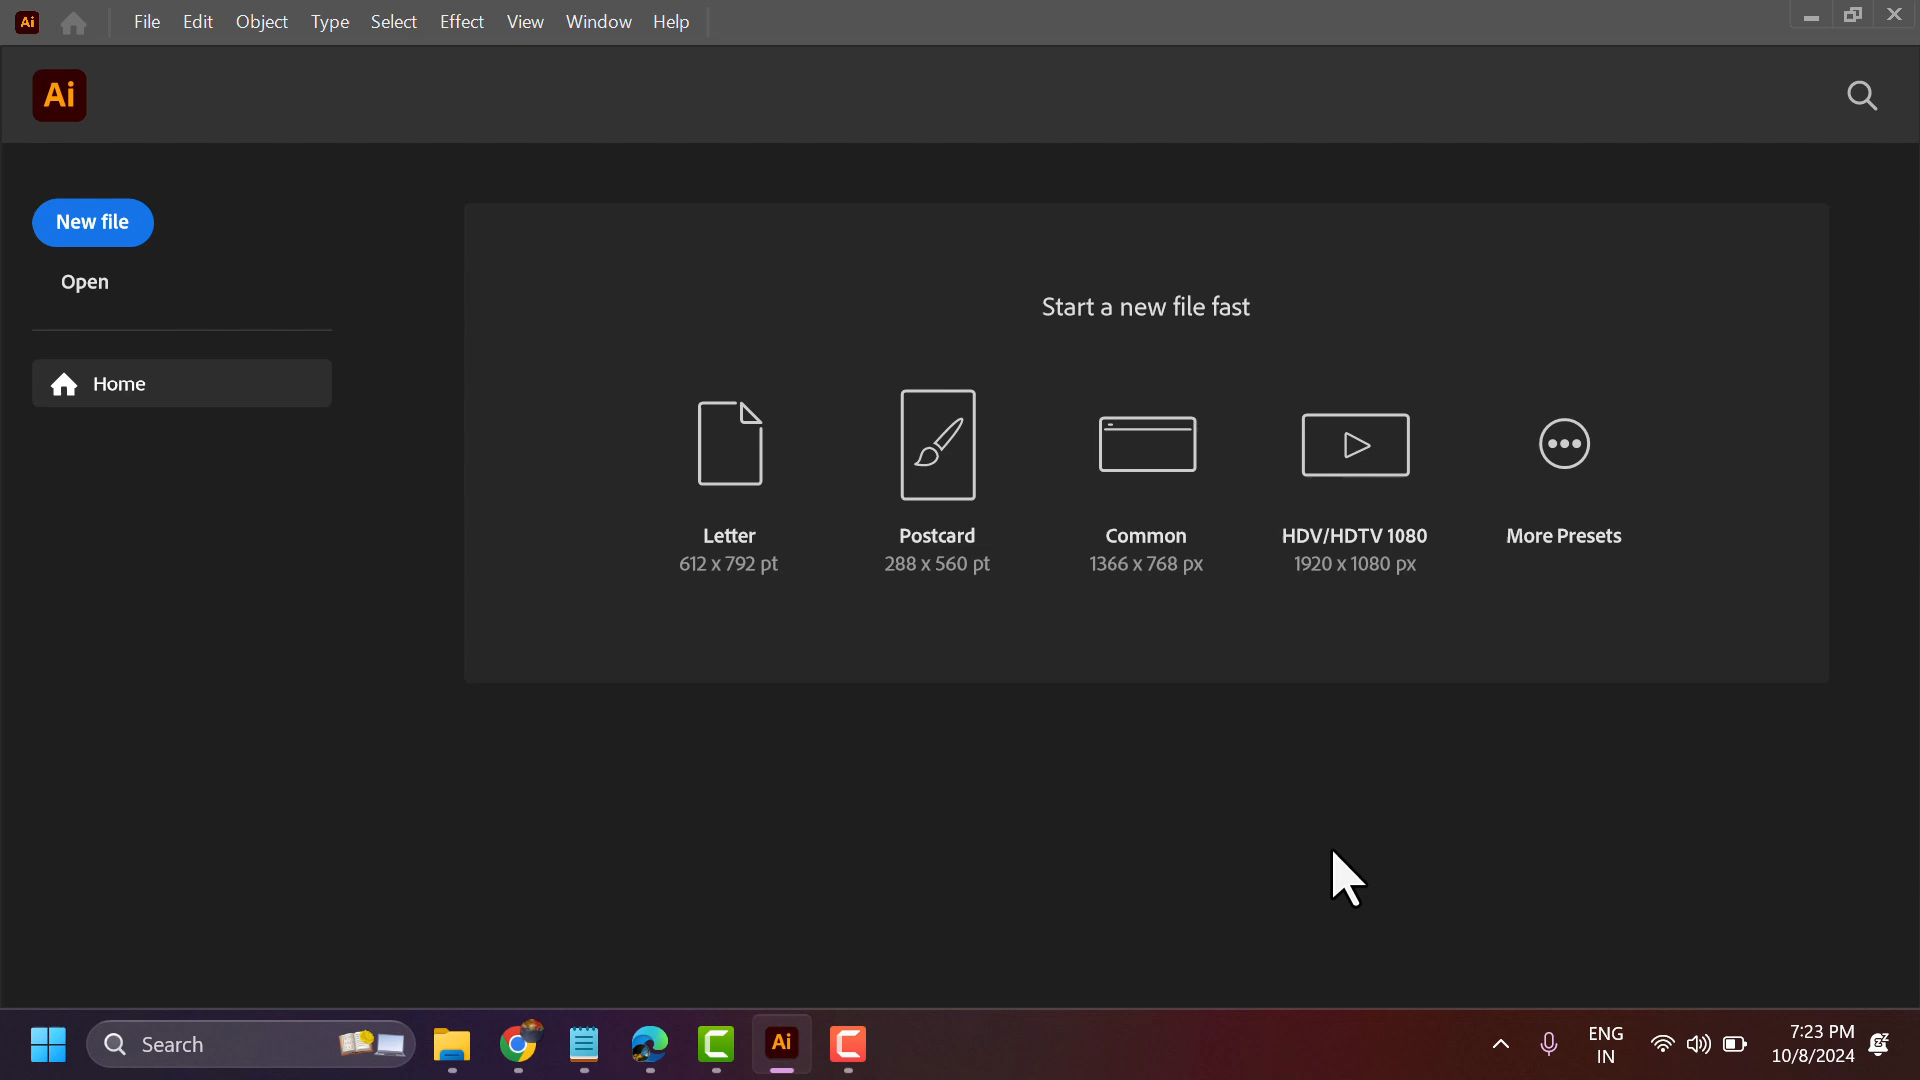 Ai File Edit Object Type Select Effect View Window Help
Ai
New file
Open
Home
Start a new file fast
Letter
612 x 792 pt
Postcard
288 x 560 pt
Common
1366 x 768 px
HDV/HDTV 1080
1920 x 1080 px
More Presets
Search
Ai
ENG
IN
7:23 PM
10/8/2024